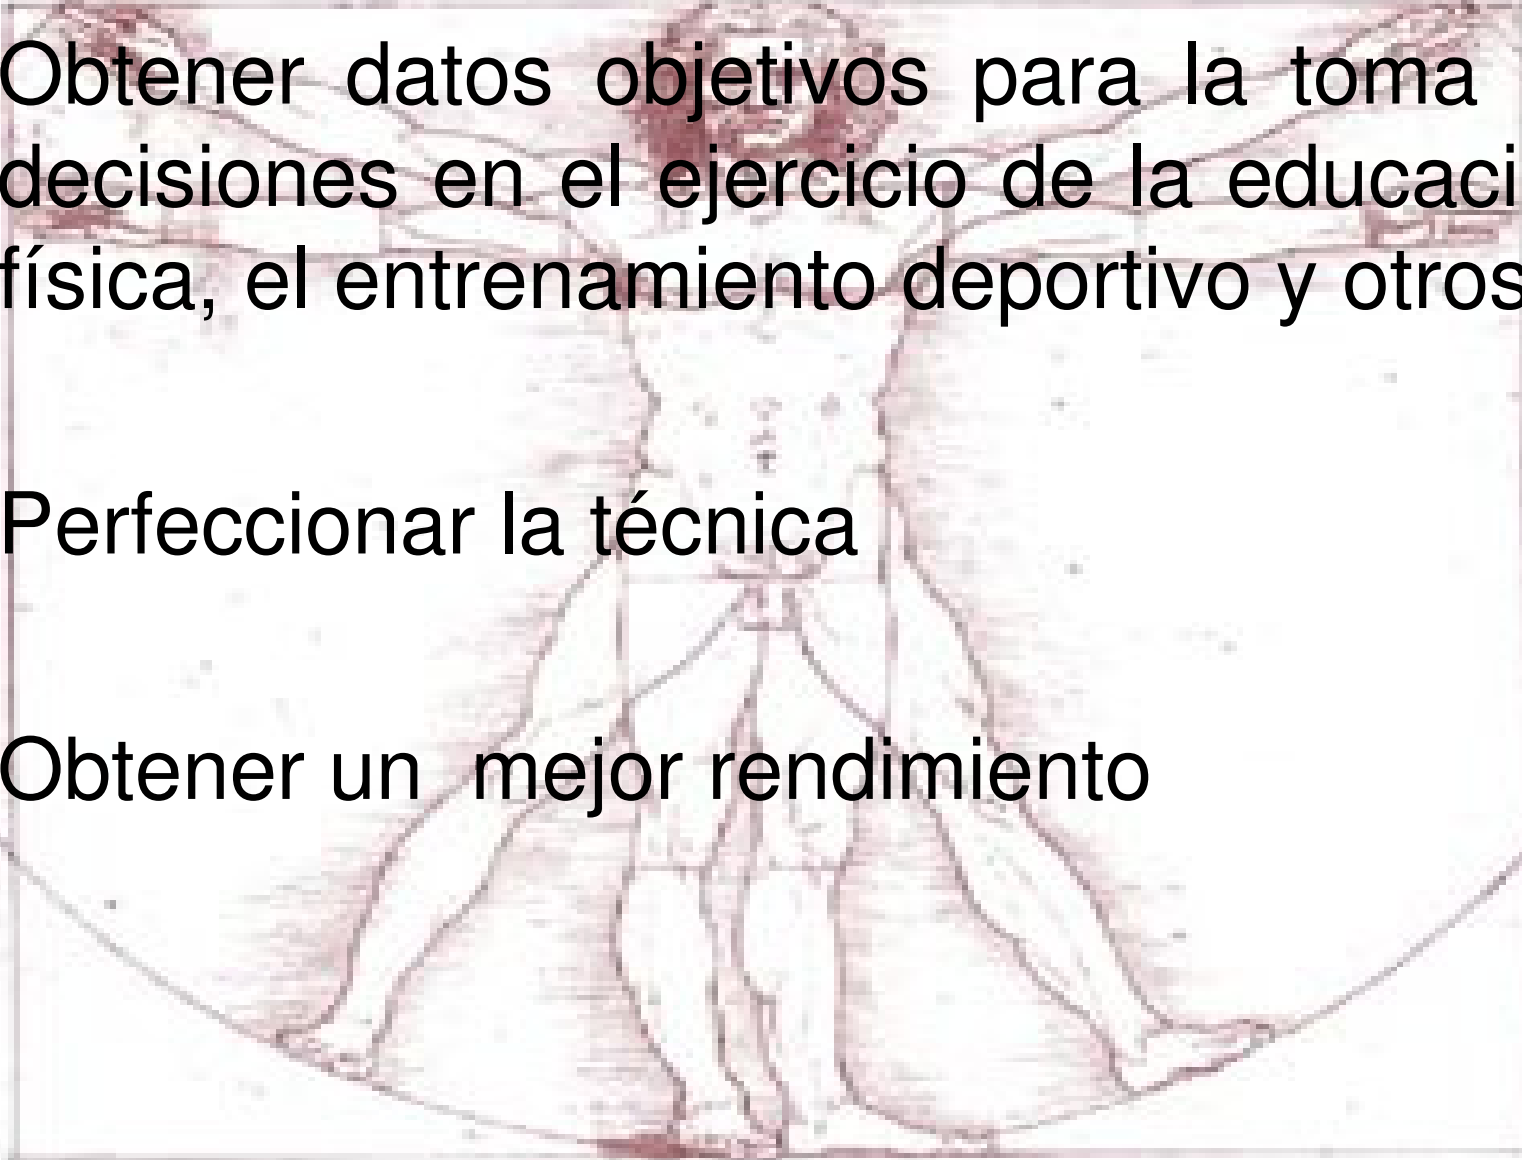 Obtener datos objetivos para la toma
decisiones en el ejercicio de la educaci
física, el entrenamiento deportivo y otros
Perfeccionar la técnica
Obtener un mejor rendimiento